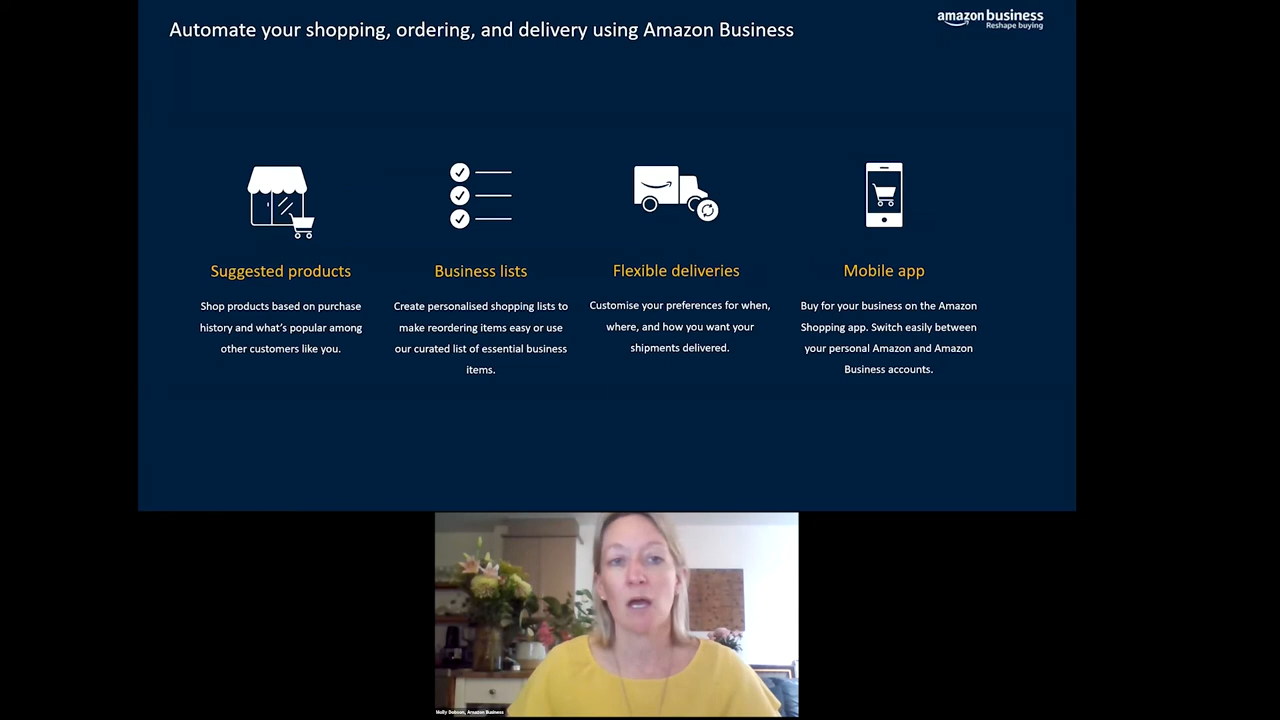 Automate your shopping, ordering, and delivery using Amazon Business
amazon business
Reshape buying
Suggested products
Shop products based on purchase
history and what's popular among
other customers like you.
Business lists
Create personalised shopping lists to
make reordering items easy or use
our curated list of essential business
items.
Flexible deliveries
Customise your preferences for when,
where, and how you want your
shipments delivered.
Mobile app
Buy for your business on the Amazon
Shopping app. Switch easily between
your personal Amazon and Amazon
Business accounts.
Molly Dobson, Amazon Business